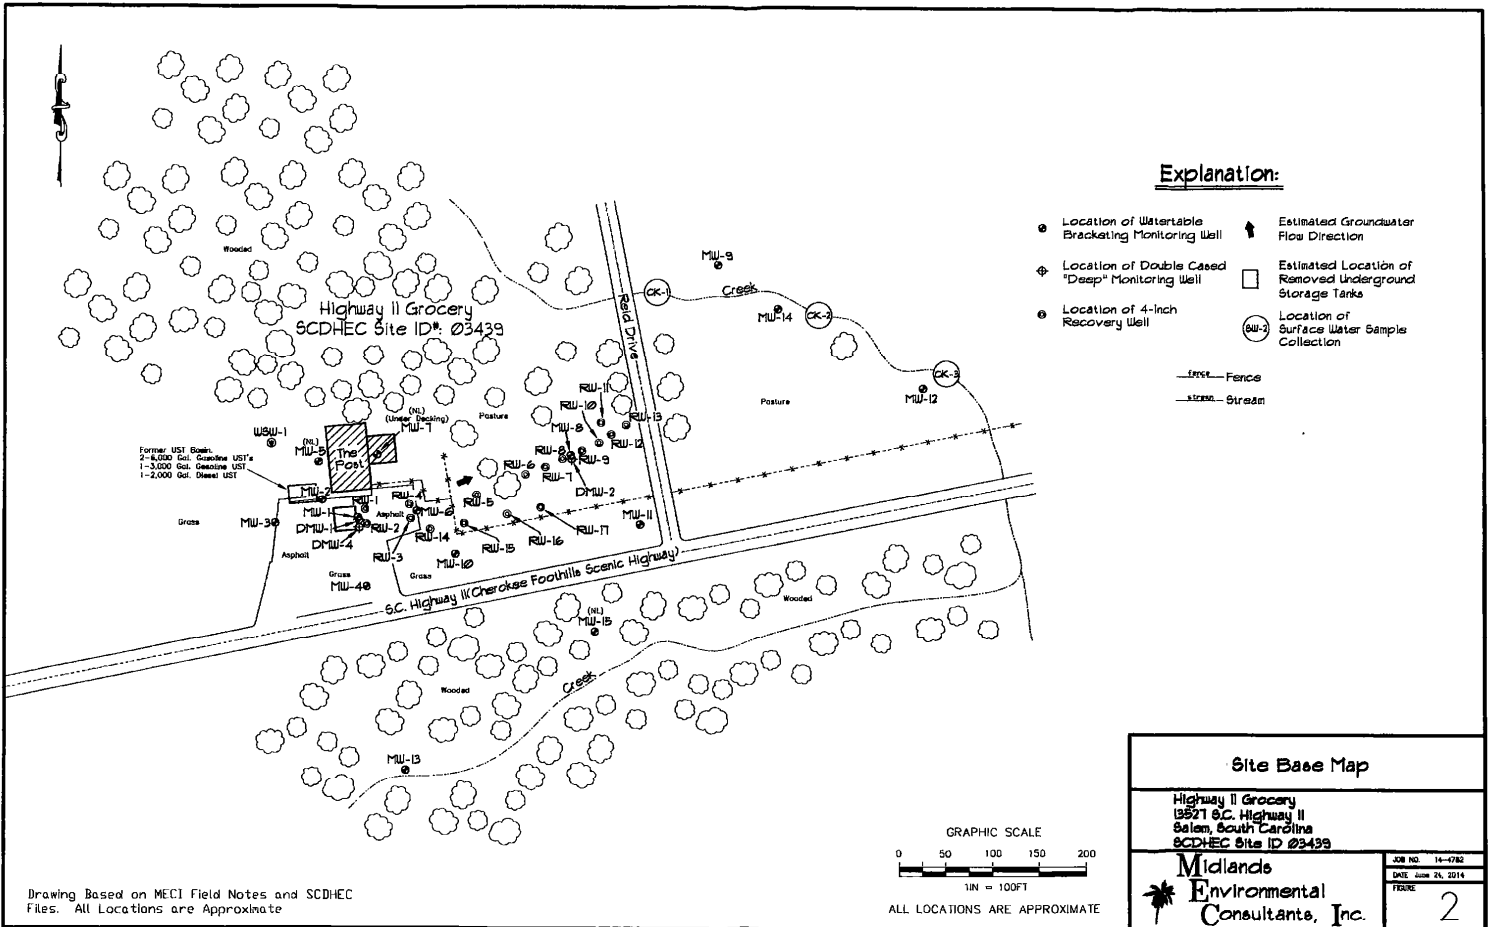 Explanation:
Location of Watertable
Bracketing Monitoring Well
Estimated Groundwater
Flow Direction
Location of Double Cased
"Deep" Monitoring Well
Estimated Location of
Removed Underground
Storage Tanks
Location of 4-Inch
Recovery Well
SW-2
Location of
Surface Water Sample
Collection
fence Fence
stream Stream
Wooded
Highway 11 Grocery
SCDHEC Site ID#: 03439
MW-9
CK-1
Creek
MW-14
CK-2
CK-3
MW-12
Reid Drive
Pasture
Pasture
RW-11
RW-10
RW-13
MW-8
RW-12
RW-8
RW-9
RW-6
RW-7
DMW-2
(NL)
(Under Decking)
MW-7
WSW-1
(NL)
MW-5
The
Post
Former UST Basin.
2-6,000 Gal. Gasoline UST's
1-3,000 Gal. Gasoline UST
1-2,000 Gal. Diesel UST
MW-2
RW-4
RW-5
RW-1
MW-1
Asphalt
MW-6
Grass
MW-3
DMW-1
RW-2
RW-14
RW-15
RW-16
RW-17
MW-11
DMW-4
RW-3
Asphalt
MW-10
Grass
Grass
MW-4
S.C. Highway 11(Cherokee Foothills Scenic Highway)
(NL)
MW-15
Wooded
Creek
Wooded
MW-13
GRAPHIC SCALE
0 50 100 150 200
1IN = 100FT
ALL LOCATIONS ARE APPROXIMATE
Drawing Based on MECI Field Notes and SCDHEC
Files. All Locations are Approximate
Site Base Map
Highway 11 Grocery
13527 S.C. Highway 11
Salem, South Carolina
SCDHEC Site ID 03439
Midlands
Environmental
Consultants, Inc.
JOB NO. 14-4782
DATE June 24, 2014
FIGURE
2